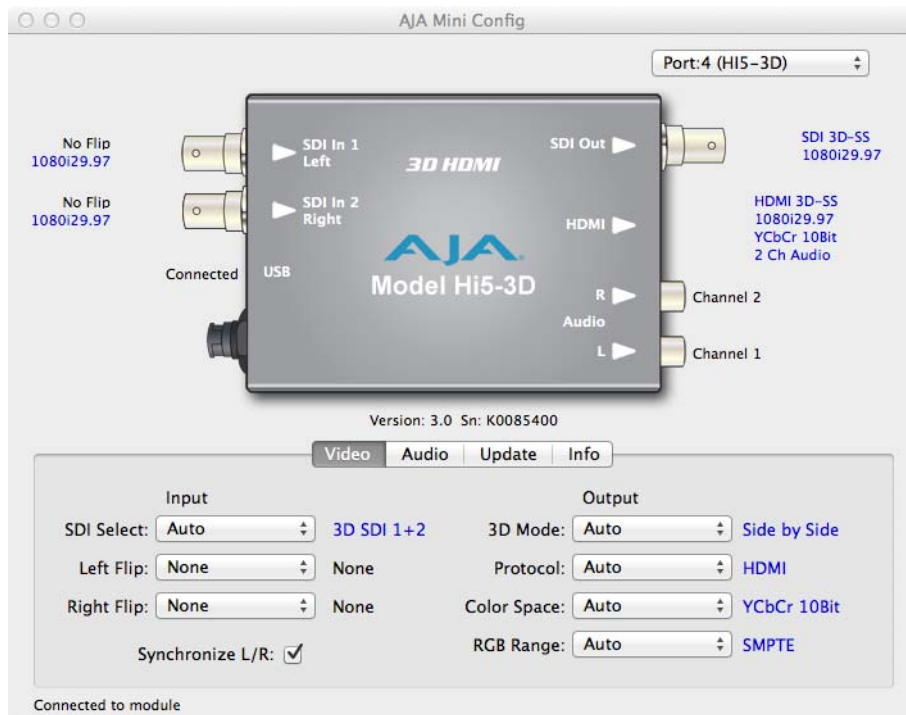 AJA Mini Config
Port:4 (HI5-3D)
No Flip
1080i29.97
SDI In 1
Left
3D HDMI
SDI Out
SDI 3D-SS
1080i29.97
No Flip
1080i29.97
SDI In 2
Right
HDMI
HDMI 3D-SS
1080i29.97
YCbCr 10Bit
2 Ch Audio
Connected
USB
AJA
Model Hi5-3D
R
Channel 2
Audio
L
Channel 1
Version: 3.0 Sn: K0085400
Video Audio Update Info
Input Output
SDI Select: Auto 3D SDI 1+2 3D Mode: Auto Side by Side
Left Flip: None None Protocol: Auto HDMI
Right Flip: None None Color Space: Auto YCbCr 10Bit
Synchronize L/R: RGB Range: Auto SMPTE
Connected to module